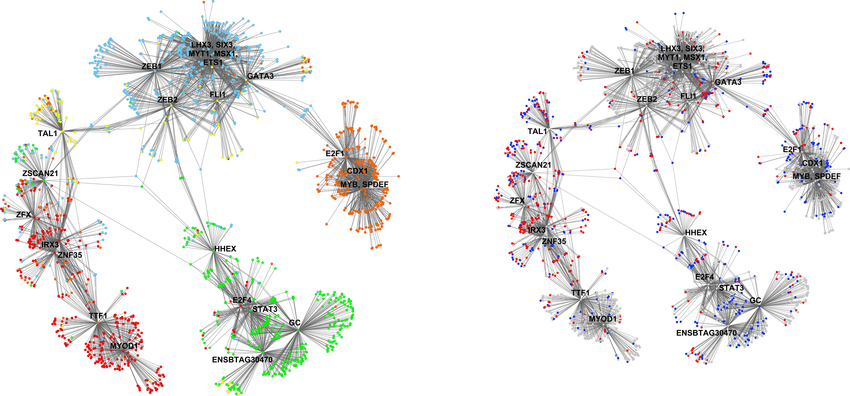 LHX3, SIX3,
MYT1, MSX1,
ETS1
ZEB1
GATA3
ZEB2
FLI1
TAL1
E2F1
CDX1
MYB, SPDEF
ZSCAN21
ZFX
IRX3
ZNF35
HHEX
E2F4
STAT3
GC
TTF1
MYOD1
ENSBTAG30470
LHX3, SIX3,
MYT1, MSX1,
ETS1
ZEB1
GATA3
ZEB2
FLI1
TAL1
E2F1
CDX1
MYB, SPDEF
ZSCAN21
ZFX
IRX3
ZNF35
HHEX
E2F4
STAT3
GC
TTF1
MYOD1
ENSBTAG30470